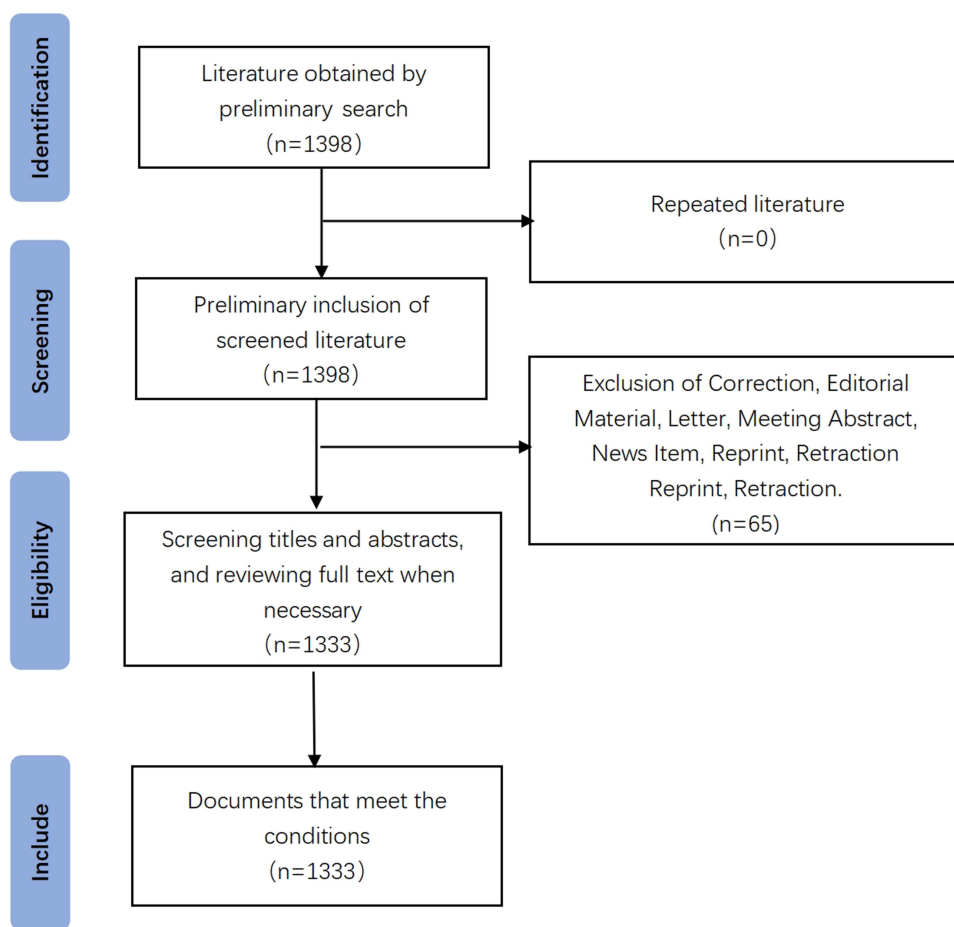 Identification
Literature obtained by
preliminary search
(n=1398)
Repeated literature
(n=0)
Screening
Preliminary inclusion of
screened literature
(n=1398)
Exclusion of Correction, Editorial
Material, Letter, Meeting Abstract,
News Item, Reprint, Retraction
Reprint, Retraction.
(n=65)
Eligibility
Screening titles and abstracts,
and reviewing full text when
necessary
(n=1333)
Include
Documents that meet the
conditions
(n=1333)